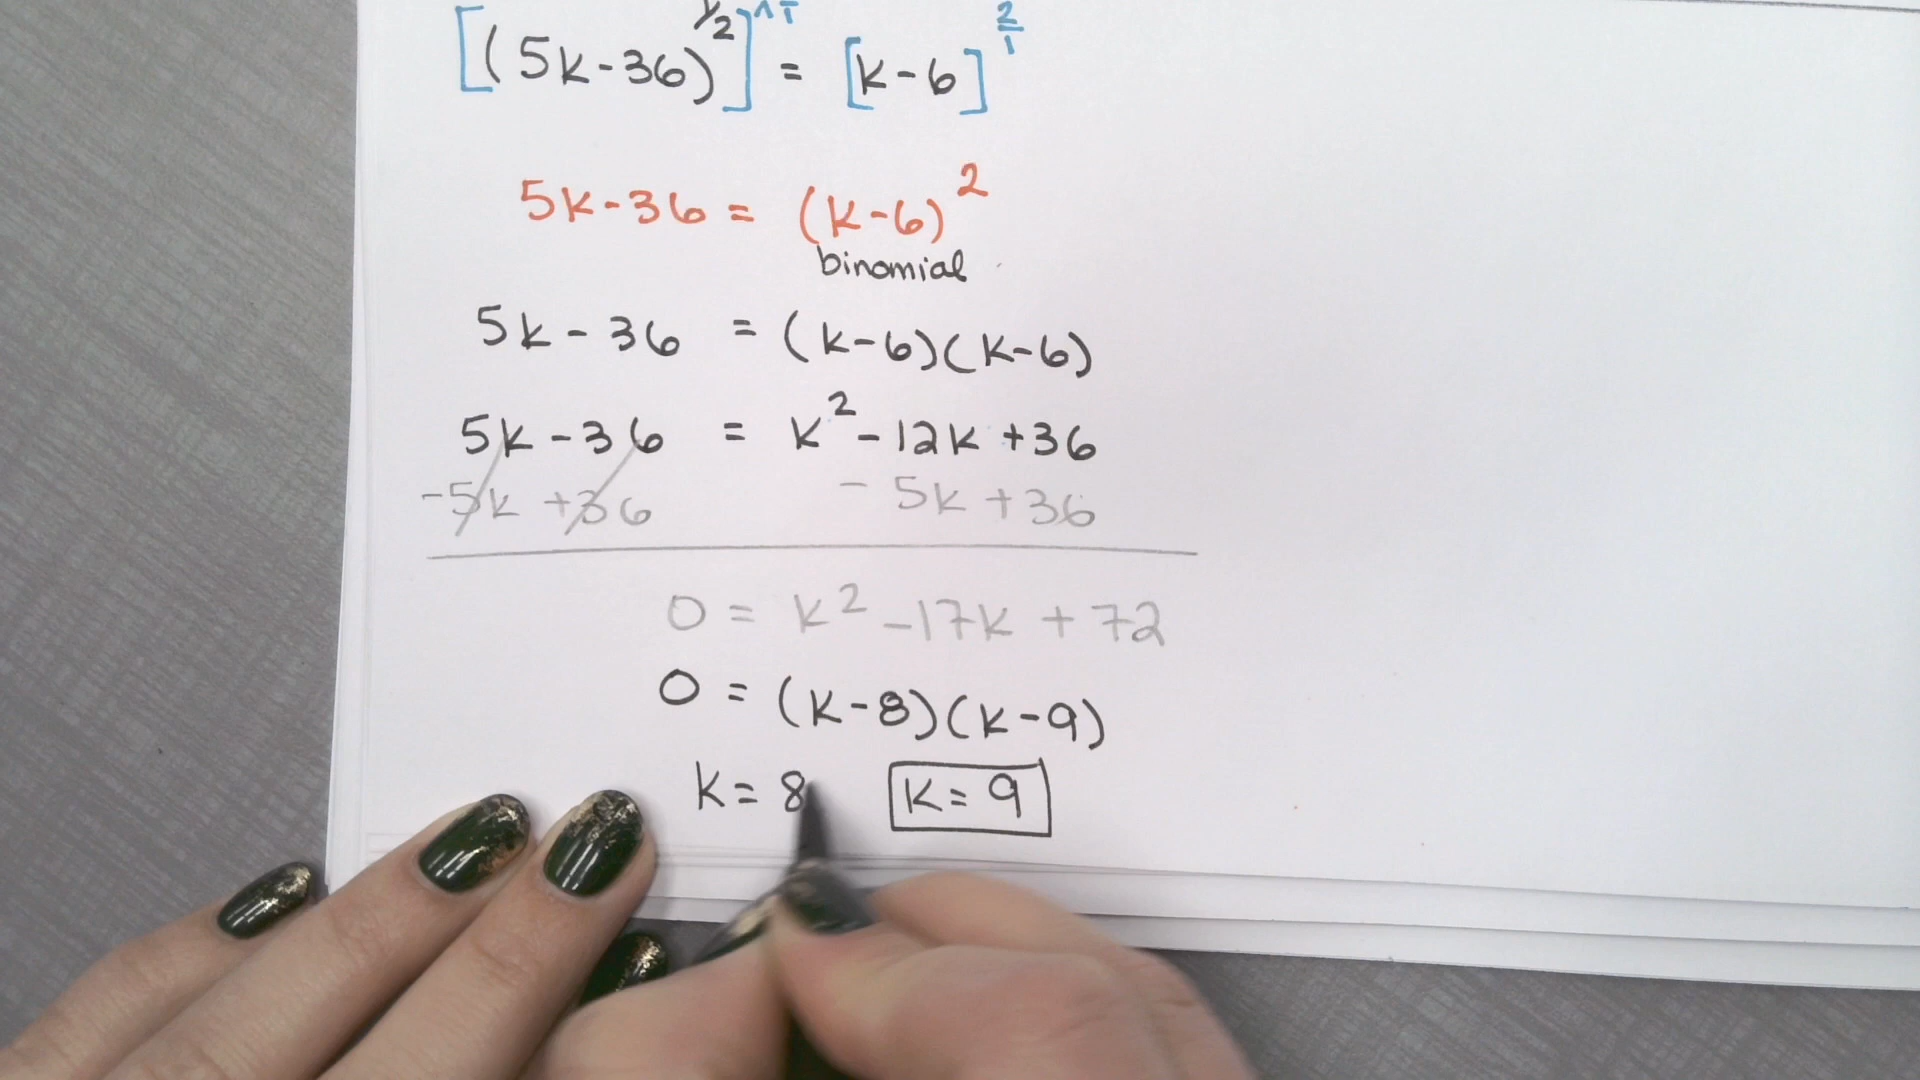 [(5k-36)^1/2] = [k-6]^2/1
5k-36 = (k-6)^2
binomial
5k - 36 = (k-6)(k-6)
5k - 36 = k^2 - 12k + 36
-5k +36 - 5k + 36
0 = k^2 - 17k + 72
0 = (k-8)(k-9)
k = 8 k = 9